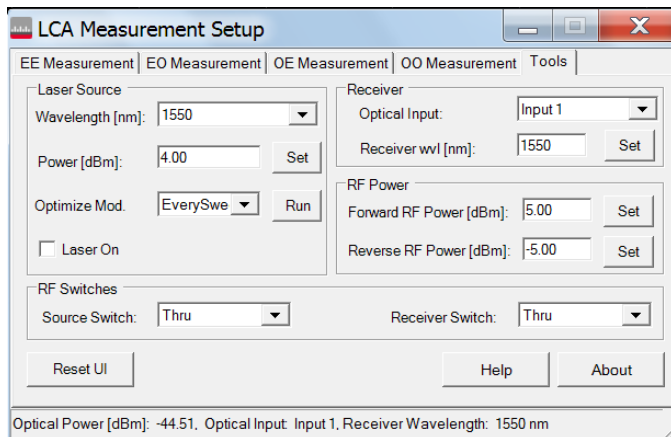 LCA Measurement Setup
EE Measurement EO Measurement OE Measurement OO Measurement Tools
Laser Source
Wavelength [nm]: 1550
Power [dBm]: 4.00 Set
Optimize Mod. EverySwe Run
Laser On
Receiver
Optical Input: Input 1
Receiver wvl [nm]: 1550 Set
RF Power
Forward RF Power [dBm]: 5.00 Set
Reverse RF Power [dBm]: -5.00 Set
RF Switches
Source Switch: Thru Receiver Switch: Thru
Reset UI Help About
Optical Power [dBm]: -44.51, Optical Input: Input 1, Receiver Wavelength: 1550 nm